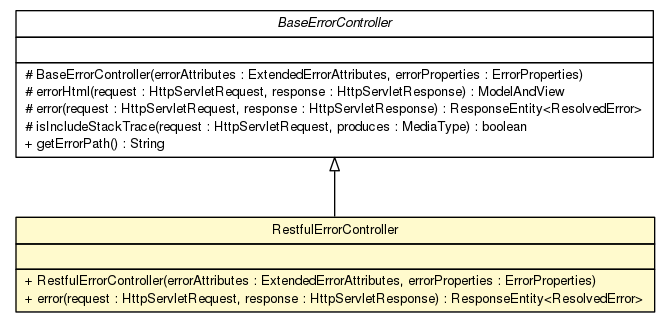 BaseErrorController
# BaseErrorController(errorAttributes : ExtendedErrorAttributes, errorProperties : ErrorProperties)
# errorHtml(request : HttpServletRequest, response : HttpServletResponse) : ModelAndView
# error(request : HttpServletRequest, response : HttpServletResponse) : ResponseEntity<ResolvedError>
# isIncludeStackTrace(request : HttpServletRequest, produces : MediaType) : boolean
+ getErrorPath() : String
RestfulErrorController
+ RestfulErrorController(errorAttributes : ExtendedErrorAttributes, errorProperties : ErrorProperties)
+ error(request : HttpServletRequest, response : HttpServletResponse) : ResponseEntity<ResolvedError>